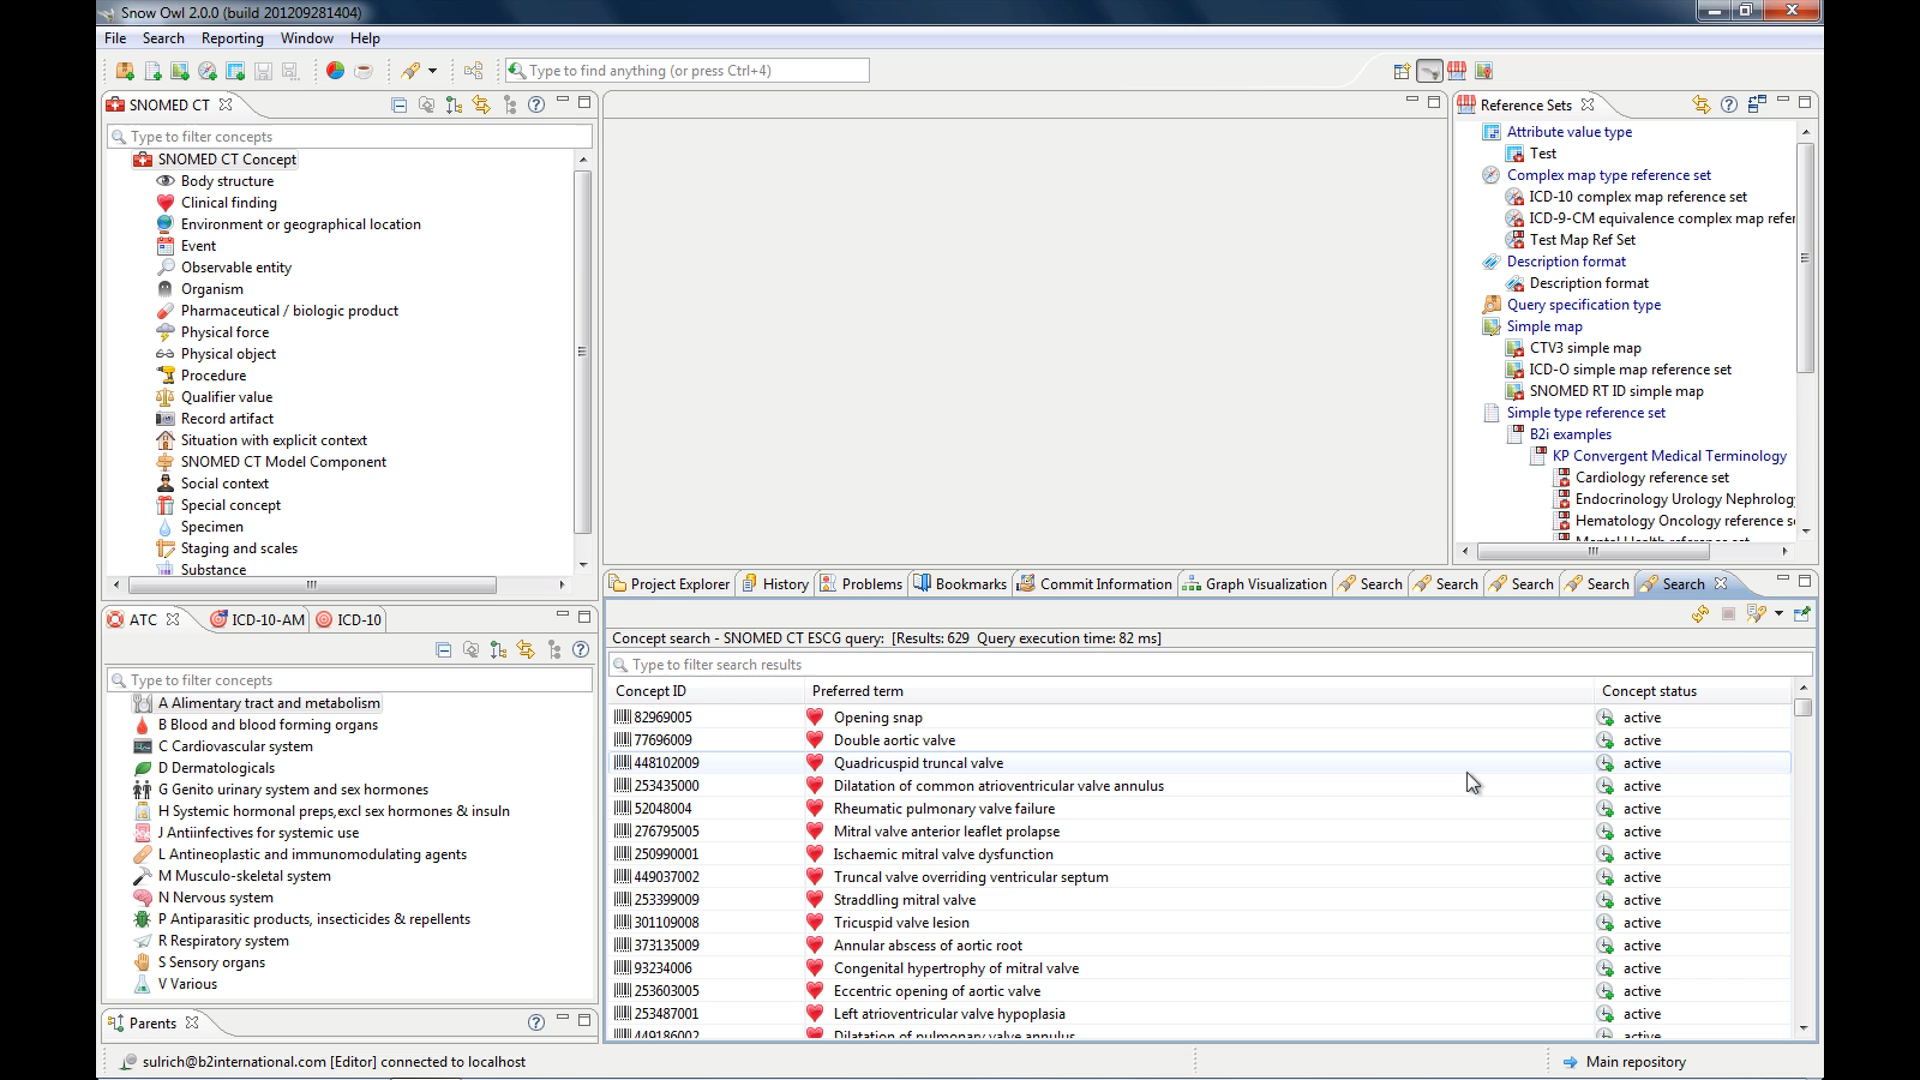 Snow Owl 2.0.0 (build 201209281404)
File Search Reporting Window Help
Type to find anything (or press Ctrl+4)
SNOMED CT
Type to filter concepts
SNOMED CT Concept
Body structure
Clinical finding
Environment or geographical location
Event
Observable entity
Organism
Pharmaceutical / biologic product
Physical force
Physical object
Procedure
Qualifier value
Record artifact
Situation with explicit context
SNOMED CT Model Component
Social context
Special concept
Specimen
Staging and scales
Substance
Reference Sets
Attribute value type
Test
Complex map type reference set
ICD-10 complex map reference set
ICD-9-CM equivalence complex map refer
Test Map Ref Set
Description format
Description format
Query specification type
Simple map
CTV3 simple map
ICD-O simple map reference set
SNOMED RT ID simple map
Simple type reference set
B2i examples
KP Convergent Medical Terminology
Cardiology reference set
Endocrinology Urology Nephrology
Hematology Oncology reference s
Mental Health reference set
ATC ICD-10-AM ICD-10
Type to filter concepts
A Alimentary tract and metabolism
B Blood and blood forming organs
C Cardiovascular system
D Dermatologicals
G Genito urinary system and sex hormones
H Systemic hormonal preps,excl sex hormones & insuln
J Antiinfectives for systemic use
L Antineoplastic and immunomodulating agents
M Musculo-skeletal system
N Nervous system
P Antiparasitic products, insecticides & repellents
R Respiratory system
S Sensory organs
V Various
Parents
Project Explorer History Problems Bookmarks Commit Information Graph Visualization Search Search Search Search Search
Concept search - SNOMED CT ESCG query: [Results: 629 Query execution time: 82 ms]
Type to filter search results
Concept ID Preferred term Concept status
82969005 Opening snap active
77696009 Double aortic valve active
448102009 Quadricuspid truncal valve active
253435000 Dilatation of common atrioventricular valve annulus active
52048004 Rheumatic pulmonary valve failure active
276795005 Mitral valve anterior leaflet prolapse active
250990001 Ischaemic mitral valve dysfunction active
449037002 Truncal valve overriding ventricular septum active
253399009 Straddling mitral valve active
301109008 Tricuspid valve lesion active
373135009 Annular abscess of aortic root active
93234006 Congenital hypertrophy of mitral valve active
253603005 Eccentric opening of aortic valve active
253487001 Left atrioventricular valve hypoplasia active
449186002 Dilatation of pulmonary valve annulus active
sulrich@b2international.com [Editor] connected to localhost
Main repository